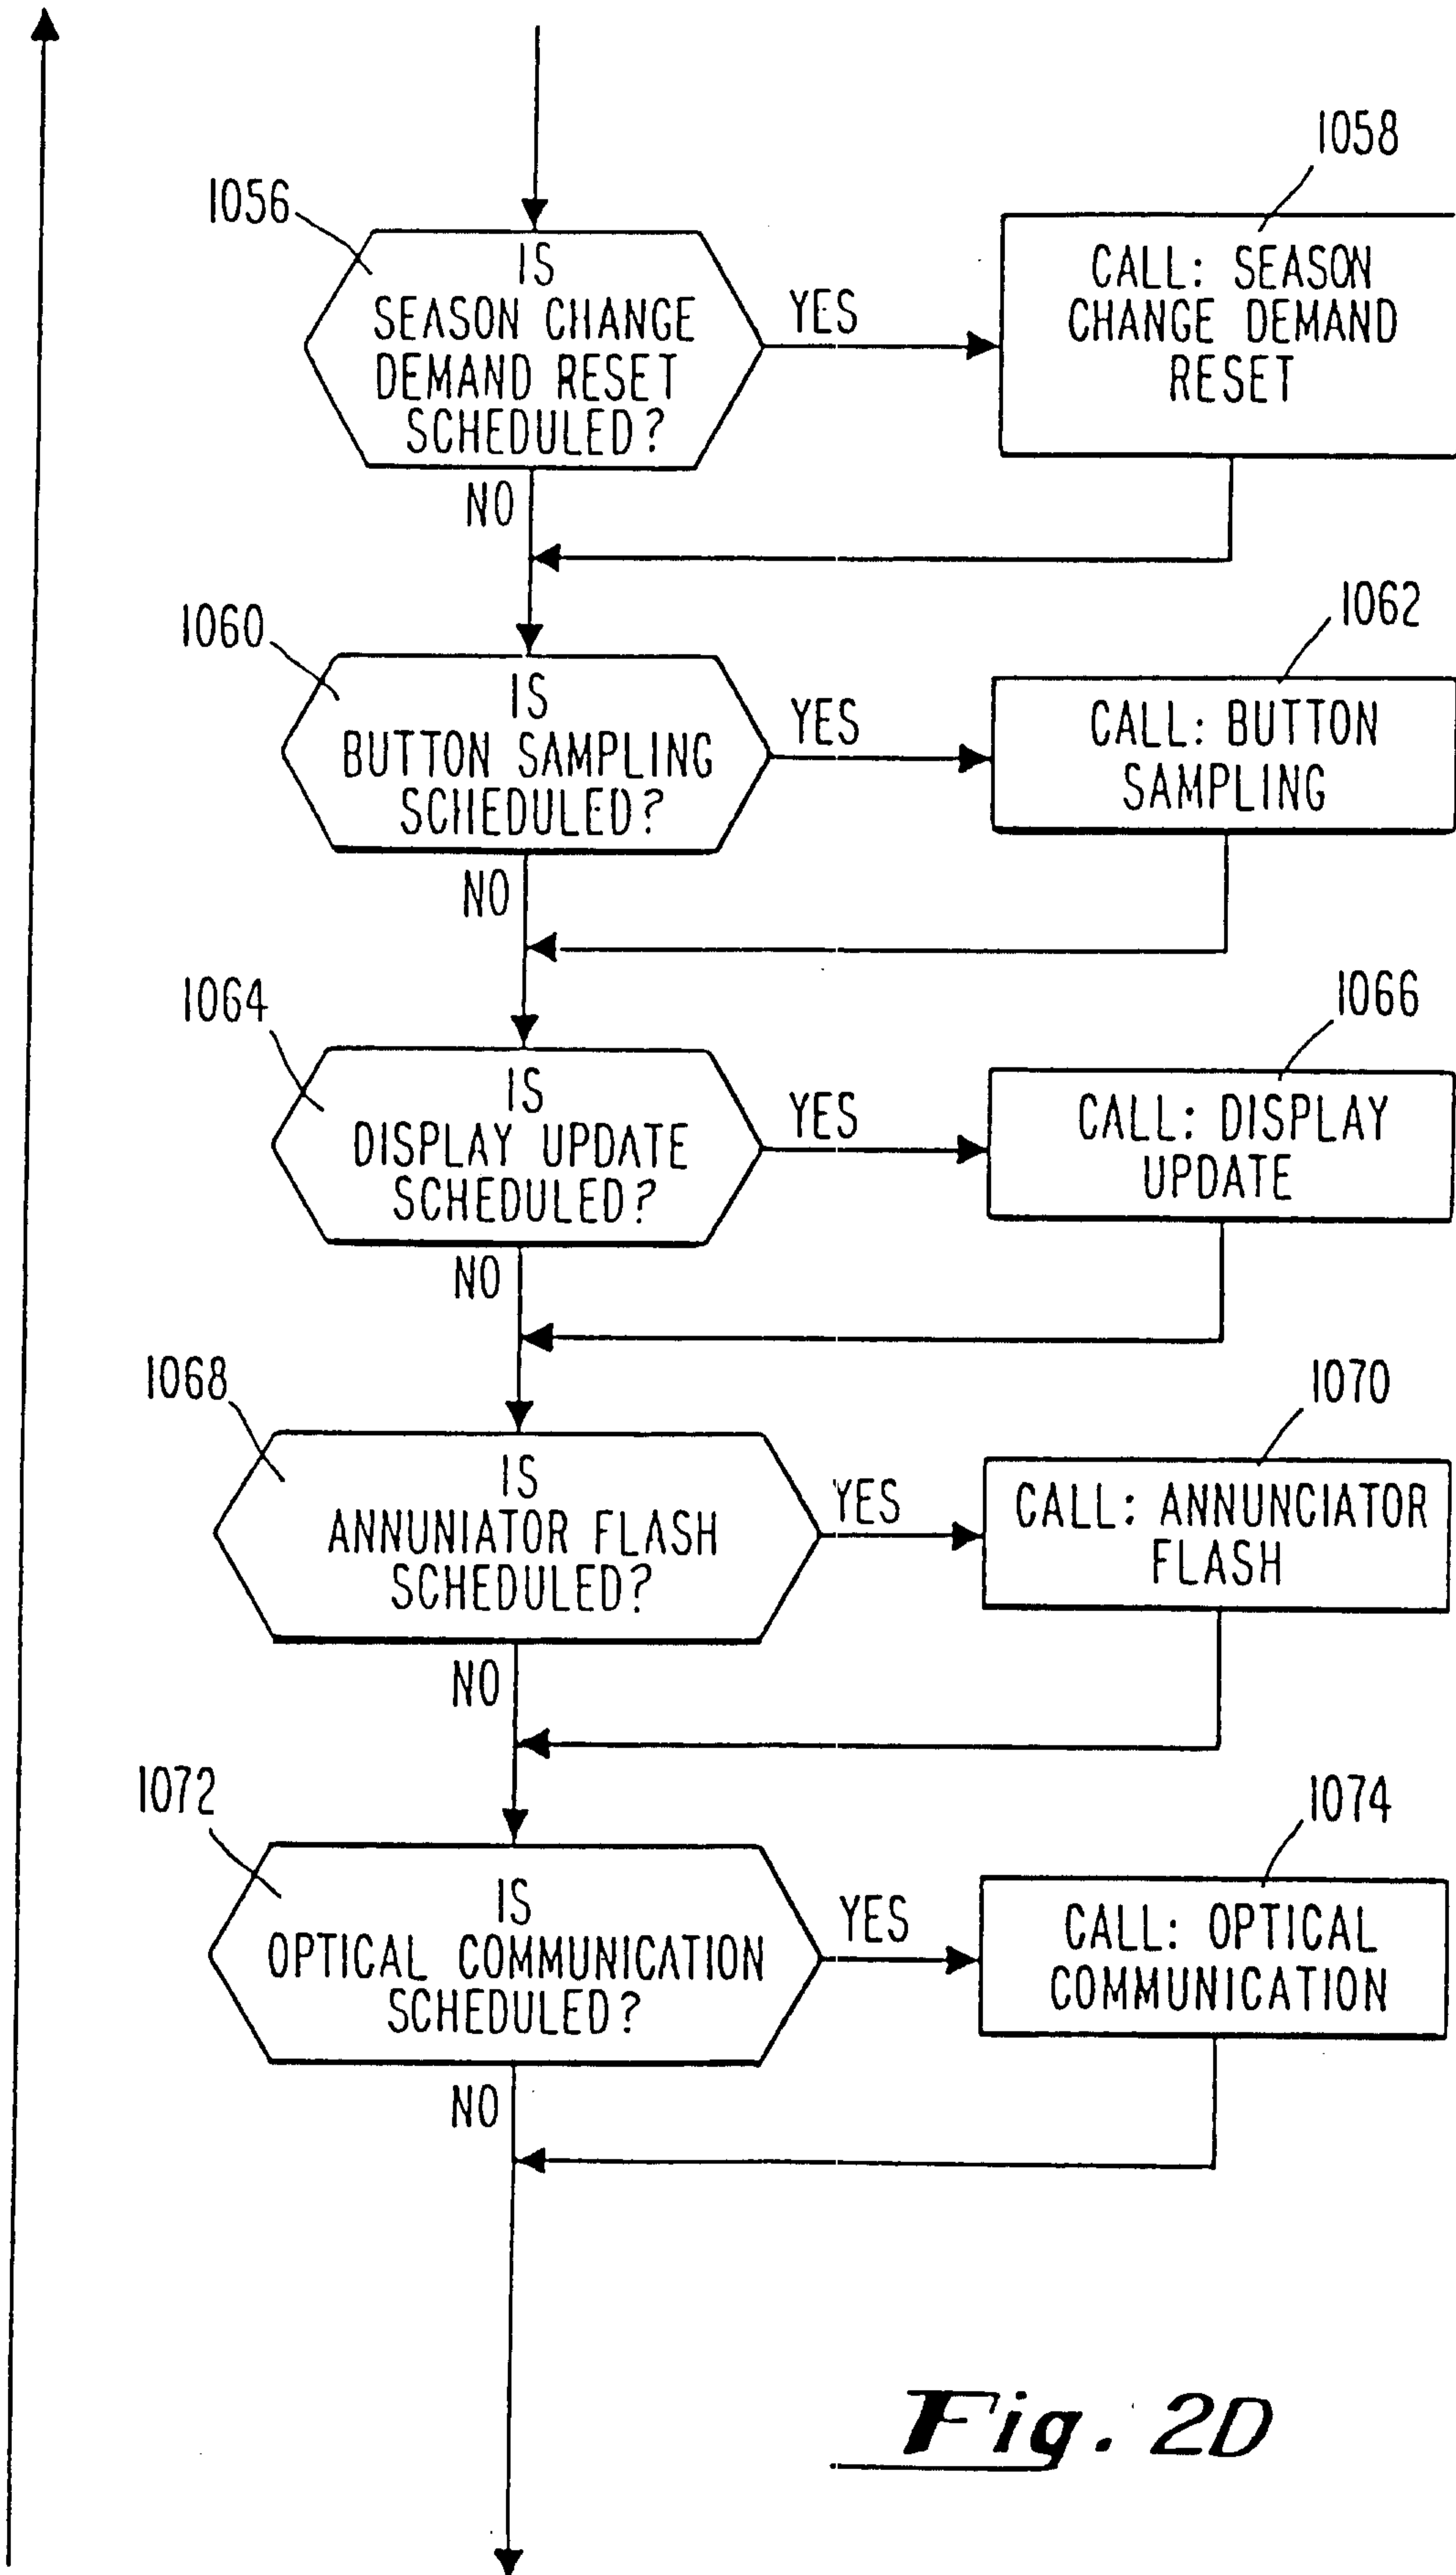 1058
1056
IS
SEASON CHANGE
DEMAND RESET
SCHEDULED?
YES
CALL: SEASON
CHANGE DEMAND
RESET
NO
1060
1062
IS
BUTTON SAMPLING
SCHEDULED?
YES
CALL: BUTTON
SAMPLING
NO
1064
1066
IS
DISPLAY UPDATE
SCHEDULED?
YES
CALL: DISPLAY
UPDATE
NO
1068
1070
IS
ANNUNIATOR FLASH
SCHEDULED?
YES
CALL: ANNUNCIATOR
FLASH
NO
1072
1074
IS
OPTICAL COMMUNICATION
SCHEDULED?
YES
CALL: OPTICAL
COMMUNICATION
NO
Fig. 2D